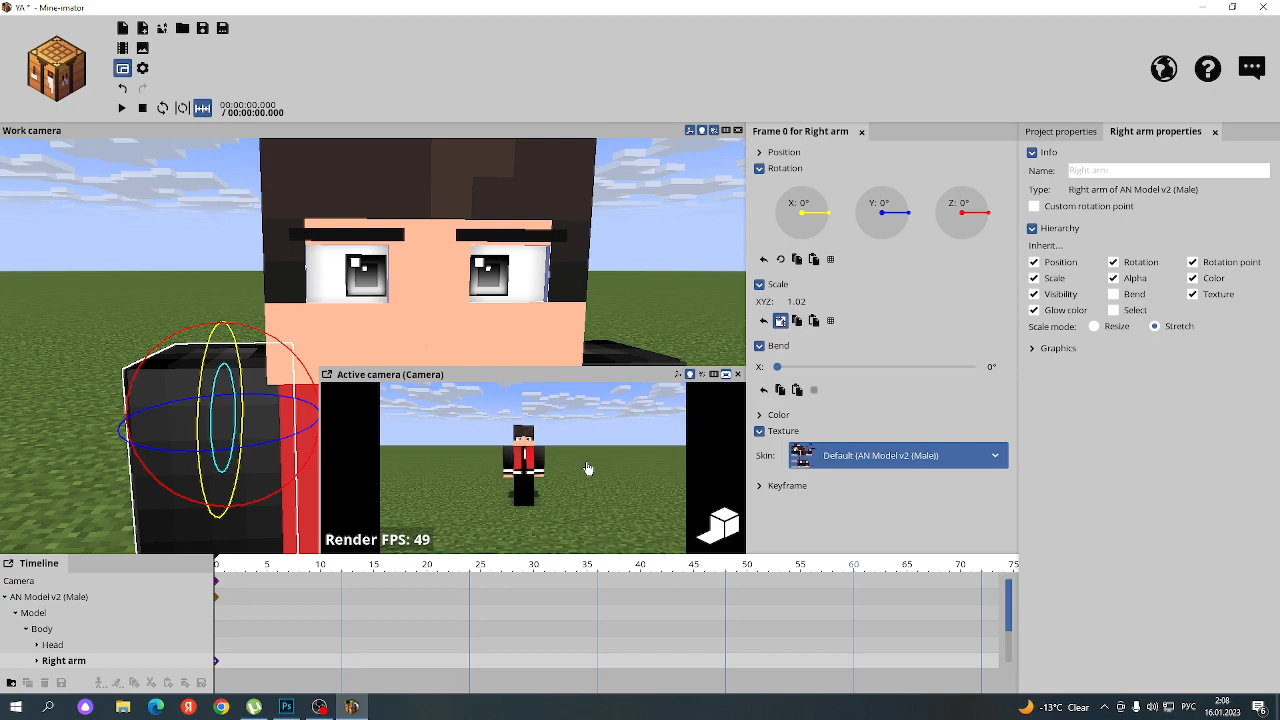 YA * - Mine-imator
00:00:00.000
/ 00:00:00.000
Work camera
Active camera (Camera)
Render FPS: 49
Frame 0 for Right arm
Position
Rotation
X: 0°
Y: 0°
Z: 0°
Scale
XYZ: 1.02
Bend
X:
0°
Color
Texture
Skin:
Default (AN Model v2 (Male))
Keyframe
Project properties
Right arm properties
Info
Name:
Right arm
Type: Right arm of AN Model v2 (Male)
Custom rotation point
Hierarchy
Inherit...
Position Rotation Rotation point
Scale Alpha Color
Visibility Bend Texture
Glow color Select
Scale mode: Resize Stretch
Graphics
Timeline
0 5 10 15 20 25 30 35 40 45 50 55 60 65 70 75
Camera
AN Model v2 (Male)
Model
Body
Head
Right arm
Я
Ps
-13°C Clear
РУС
2:08
16.01.2023
6